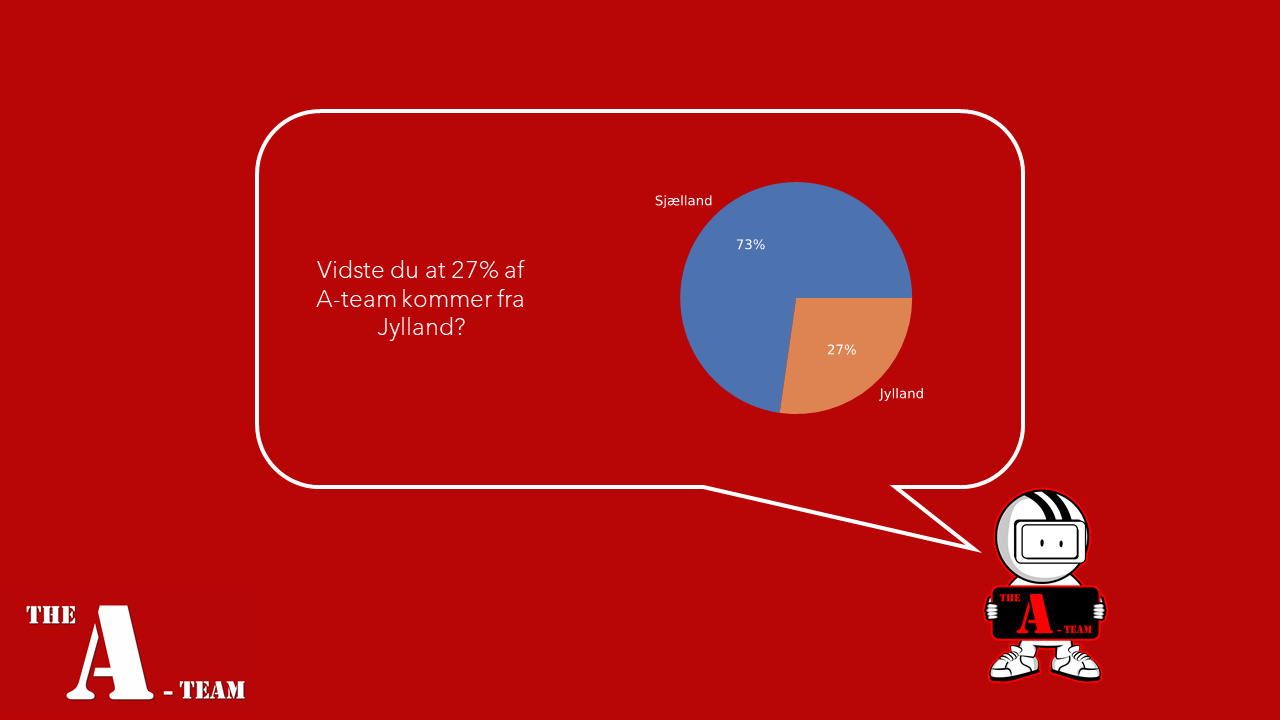 Sjælland
73%
Vidste du at 27% af
A-team kommer fra
Jylland?
27%
Jylland
THE
A
- TEAM
THE
A
- TEAM